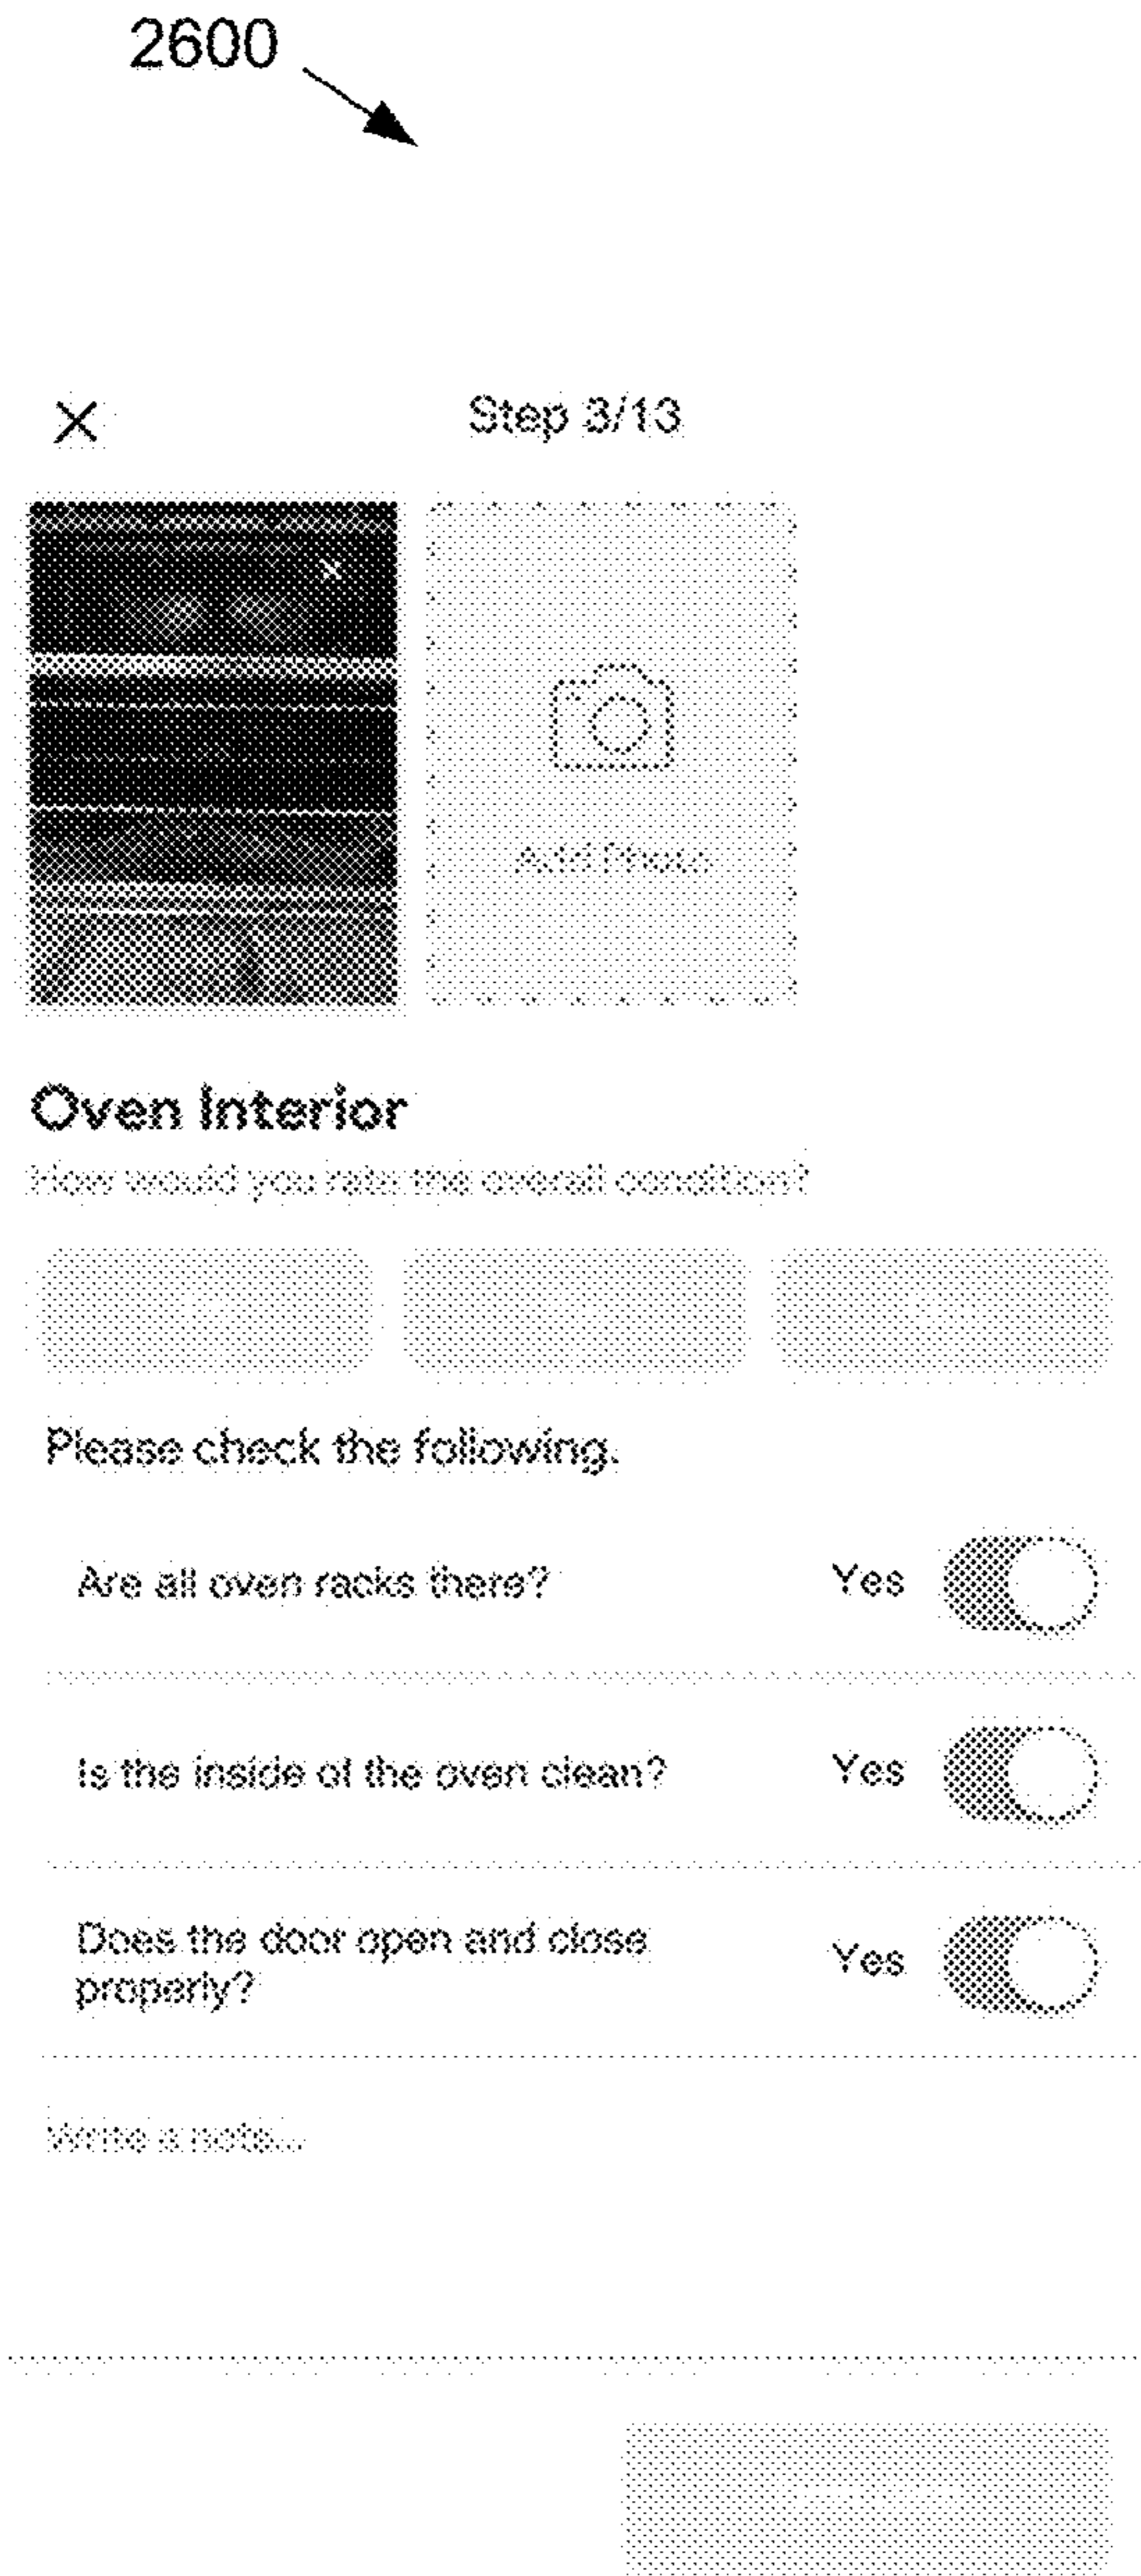 2600
Step 3/13
Add Photo
Oven Interior
How would you rate the overall condition?
Please check the following.
Are all oven racks there?
Yes
Is the inside of the oven clean?
Yes
Does the door open and close
properly?
Yes
Write a note...